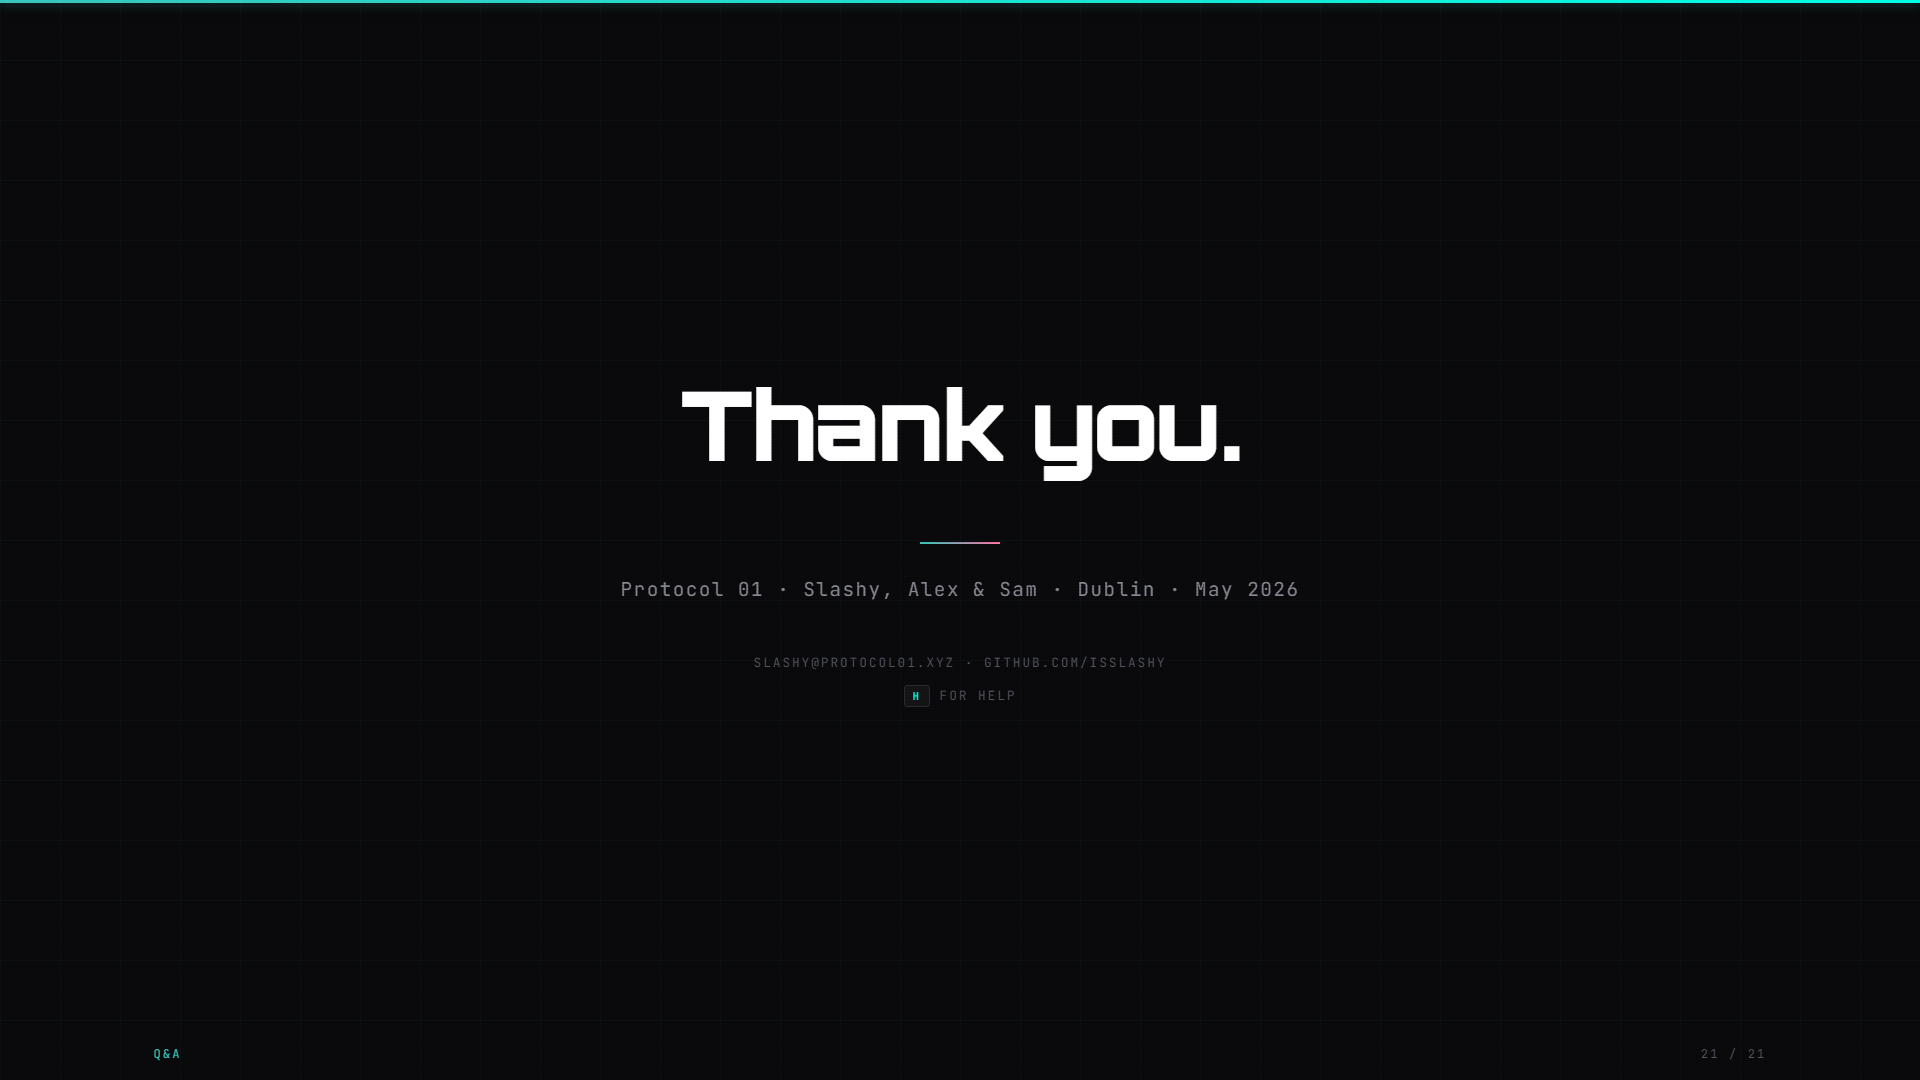 Thank you.
Protocol 01 · Slashy, Alex & Sam · Dublin · May 2026
SLASHY@PROTOCOL01.XYZ · GITHUB.COM/ISSLASHY
H FOR HELP
Q&A
21 / 21